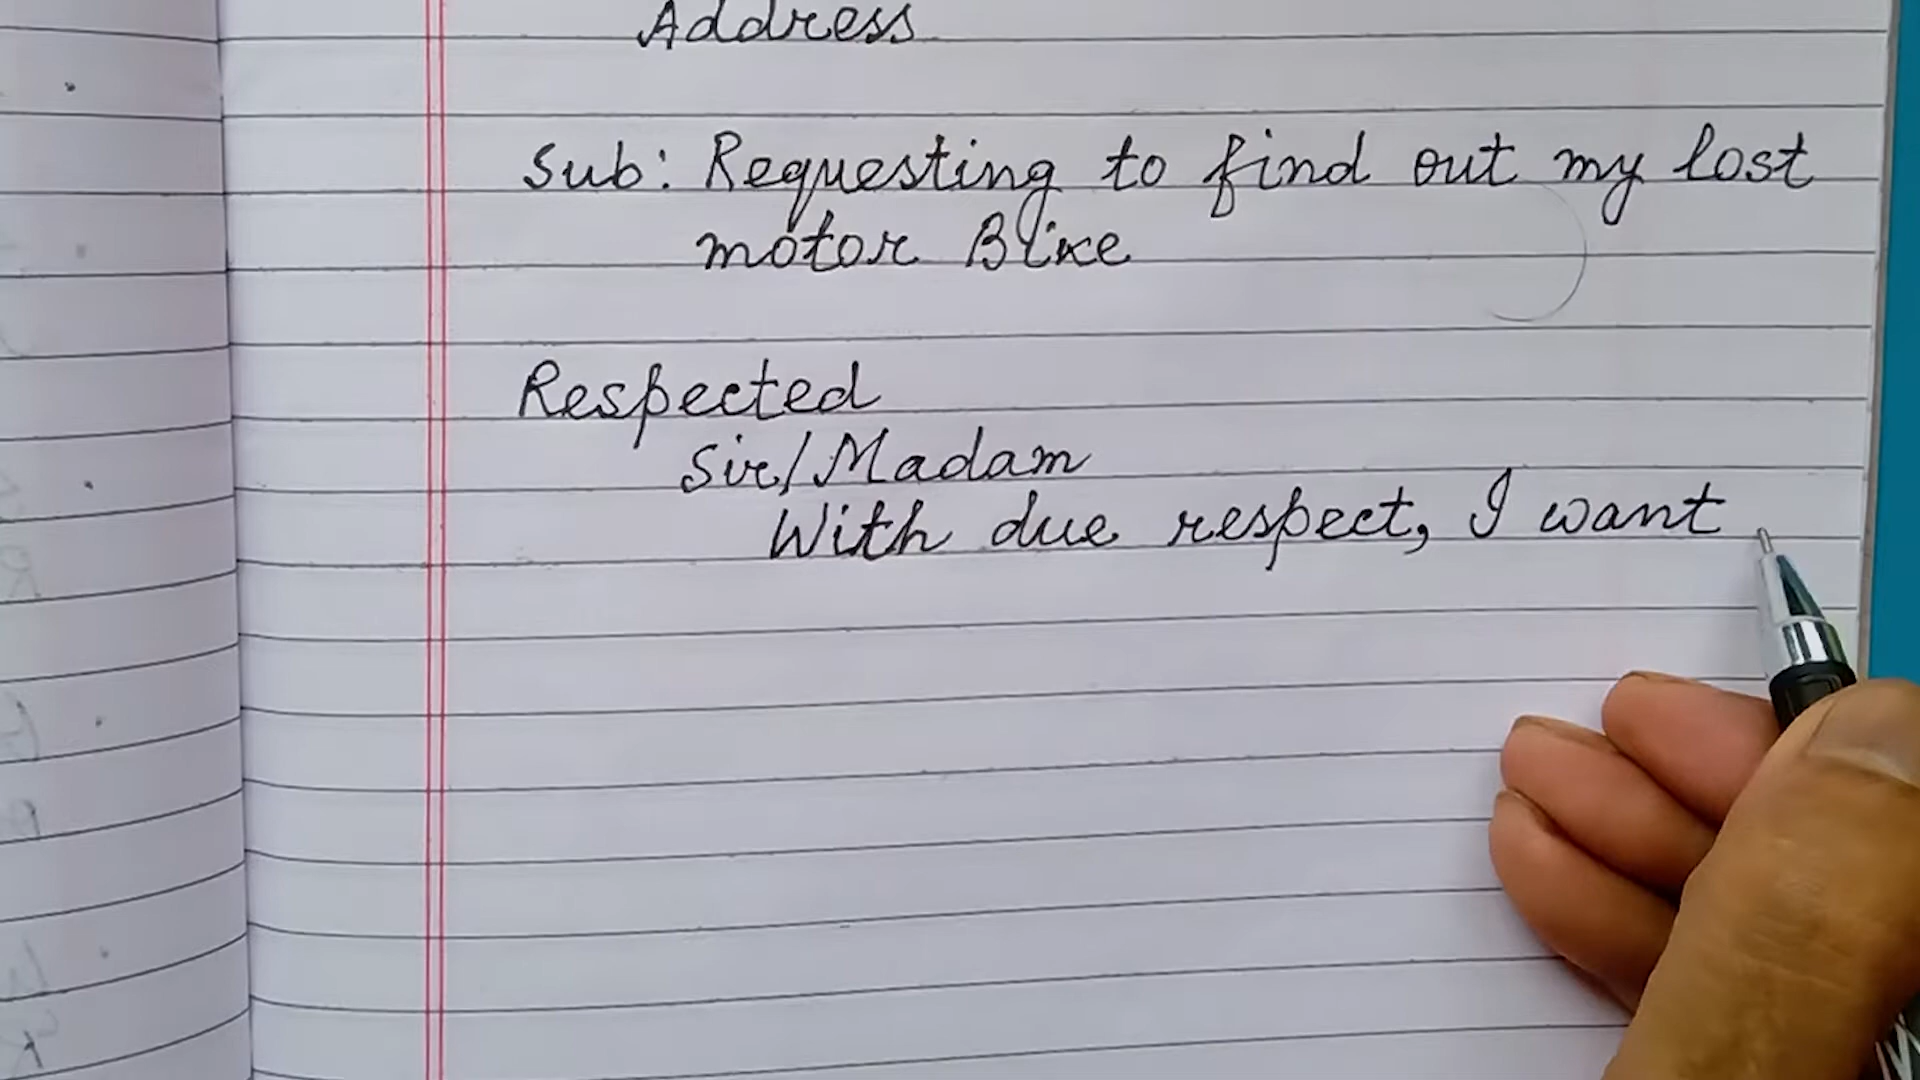 Address
Sub: Requesting to find out my lost
motor Bike
Respected
Sir/Madam
With due respect, I want